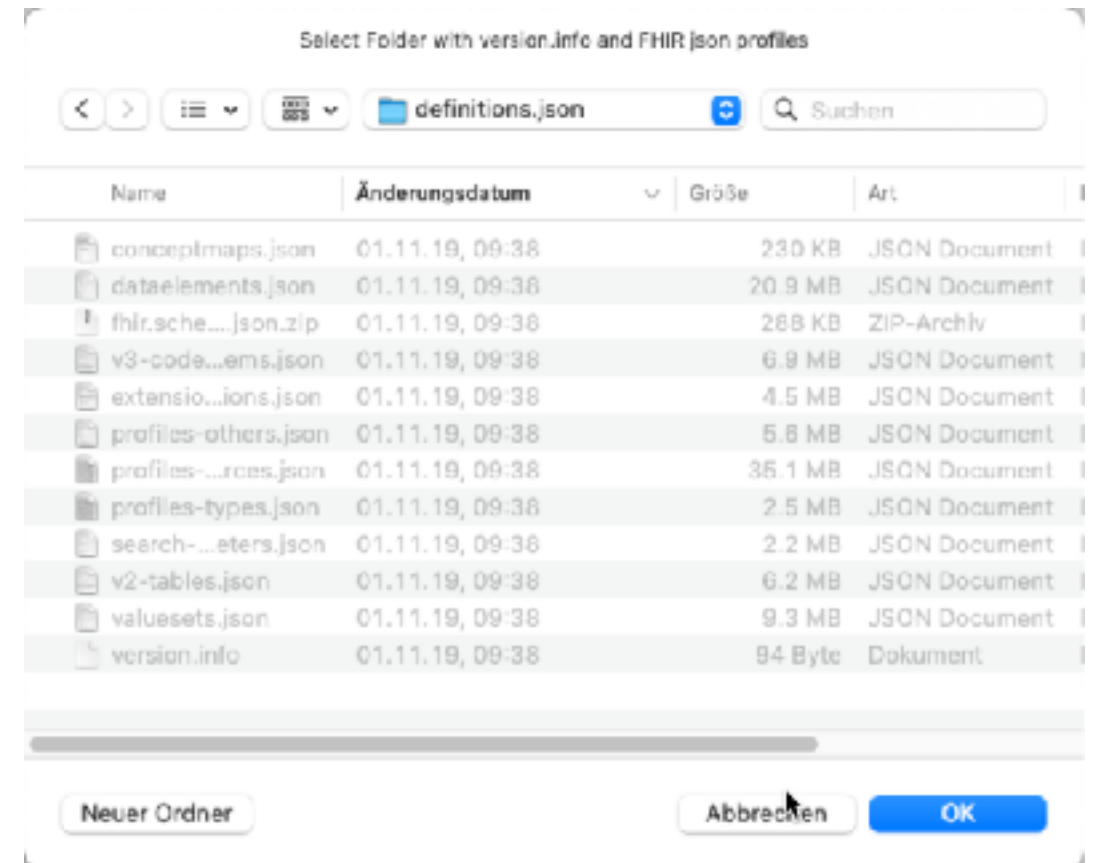 Select Folder with version.info and FHIR json profiles
definitions.json Suchen
Name Änderungsdatum Größe Art
conceptmaps.json 01.11.19, 09:38 230 KB JSON Document
dataelements.json 01.11.19, 09:38 20.9 MB JSON Document
fhir.sche....json.zip 01.11.19, 09:38 288 KB ZIP-Archiv
v3-code...ems.json 01.11.19, 09:38 6.9 MB JSON Document
extensio...ions.json 01.11.19, 09:38 4.5 MB JSON Document
profiles-others.json 01.11.19, 09:38 5.6 MB JSON Document
profiles-...rces.json 01.11.19, 09:38 35.1 MB JSON Document
profiles-types.json 01.11.19, 09:38 2.5 MB JSON Document
search-...eters.json 01.11.19, 09:38 2.2 MB JSON Document
v2-tables.json 01.11.19, 09:38 6.2 MB JSON Document
valuesets.json 01.11.19, 09:38 9.3 MB JSON Document
version.info 01.11.19, 09:38 94 Byte Dokument
Neuer Ordner Abbrechen OK